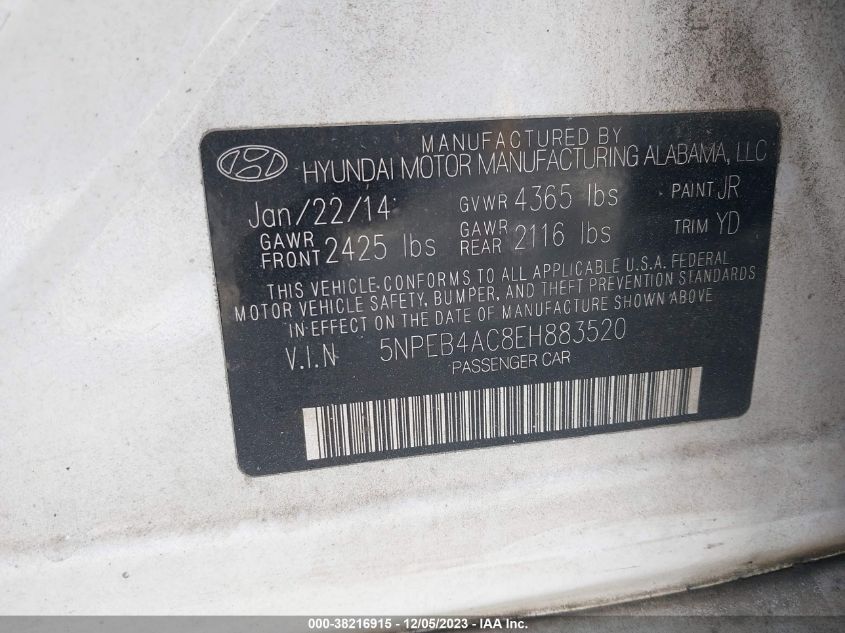 MANUFACTURED BY
HYUNDAI MOTOR MANUFACTURING ALABAMA, LLC
Jan/22/14 GVWR 4365 lbs PAINT JR
GAWR FRONT 2425 lbs GAWR REAR 2116 lbs TRIM YD
THIS VEHICLE CONFORMS TO ALL APPLICABLE U.S.A. FEDERAL
MOTOR VEHICLE SAFETY, BUMPER, AND THEFT PREVENTION STANDARDS
IN EFFECT ON THE DATE OF MANUFACTURE SHOWN ABOVE
V.I.N 5NPEB4AC8EH883520
PASSENGER CAR
000-38216915 - 12/05/2023 - IAA Inc.